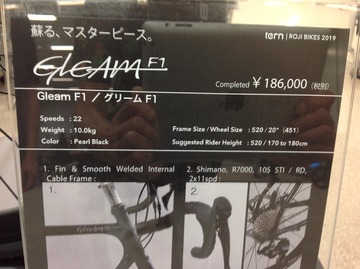 蘇る、マスターピース。
tern | ROJI BIKES 2019
GLEAM F1
Completed ¥ 186,000 (税別)
Gleam F1 / グリーム F1
Speeds : 22
Weight : 10.0kg
Color : Pearl Black
Frame Size / Wheel Size : 520 / 20" (451)
Suggested Rider Height : 520 / 170 to 180cm
1. Fin & Smooth Welded Internal Cable Frame :
2. Shimano, R7000, 105 STI / RD, 2x11spd :
1.
2.